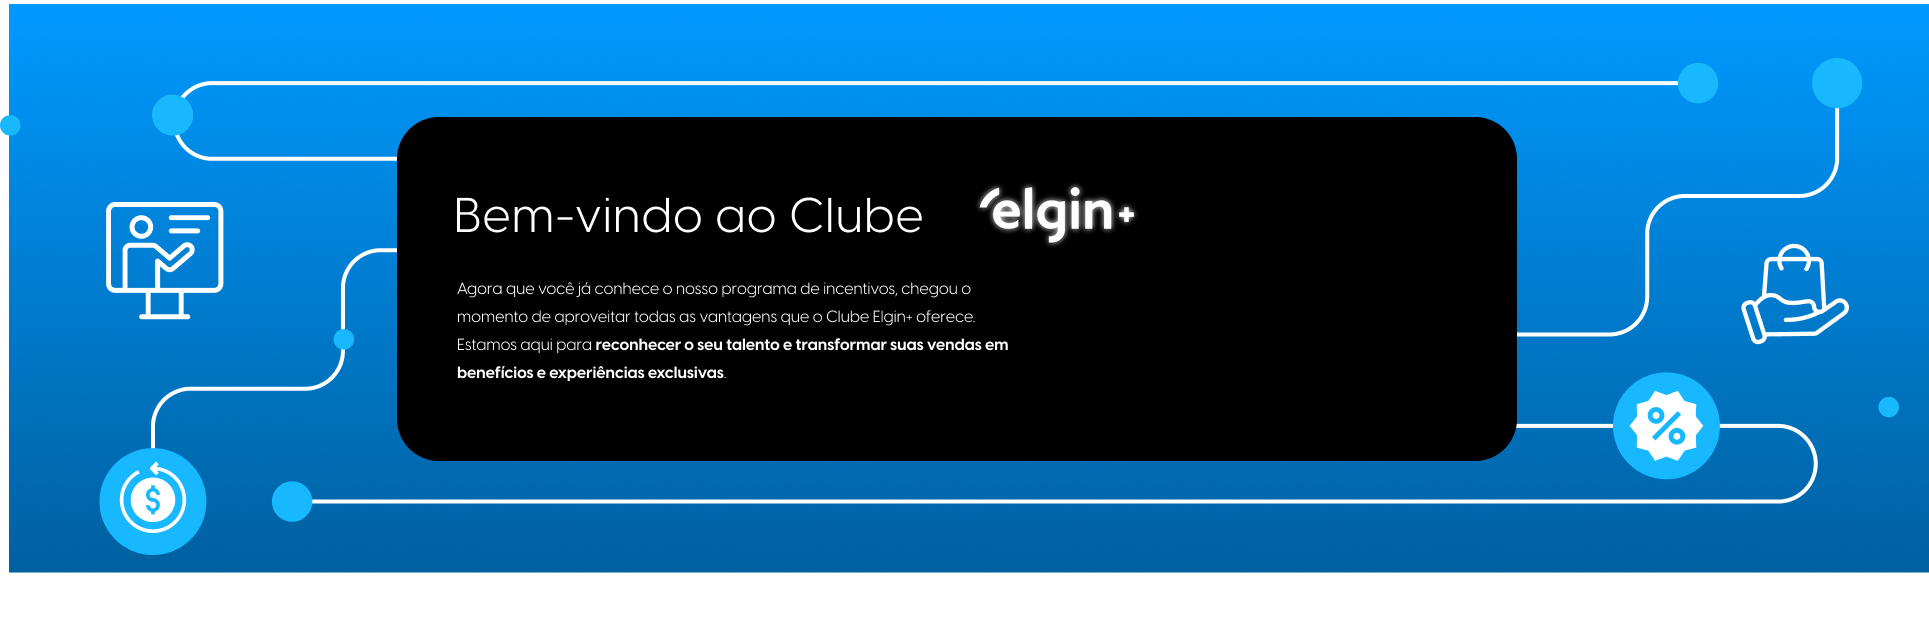 Bem-vindo ao Clube elgin+
Agora que você já conhece o nosso programa de incentivos, chegou o
momento de aproveitar todas as vantagens que o Clube Elgin+ oferece.
Estamos aqui para reconhecer o seu talento e transformar suas vendas em
benefícios e experiências exclusivas.
$
%